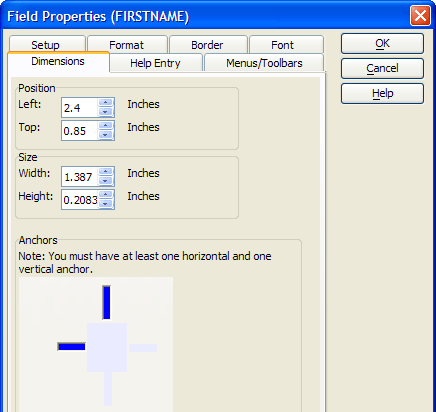 Field Properties (FIRSTNAME)
Setup Format Border Font
Dimensions Help Entry Menus/Toolbars
OK
Cancel
Help
Position
Left: 2.4 Inches
Top: 0.85 Inches
Size
Width: 1.387 Inches
Height: 0.2083 Inches
Anchors
Note: You must have at least one horizontal and one
vertical anchor.